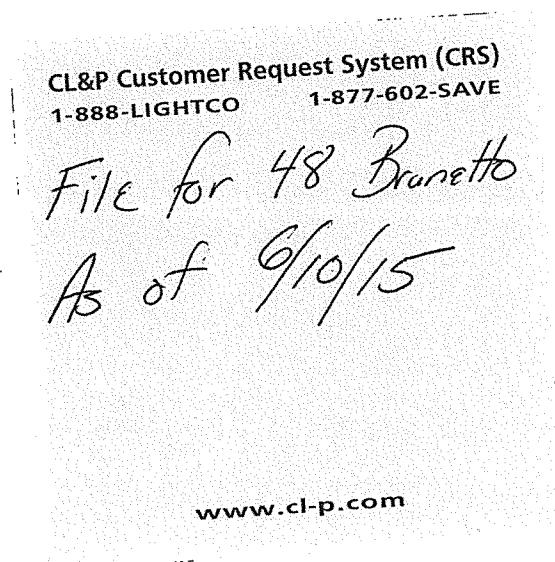 CL&P Customer Request System (CRS)
1-888-LIGHTCO 1-877-602-SAVE
File for 48 Brunetto
As of 6/10/15
www.cl-p.com